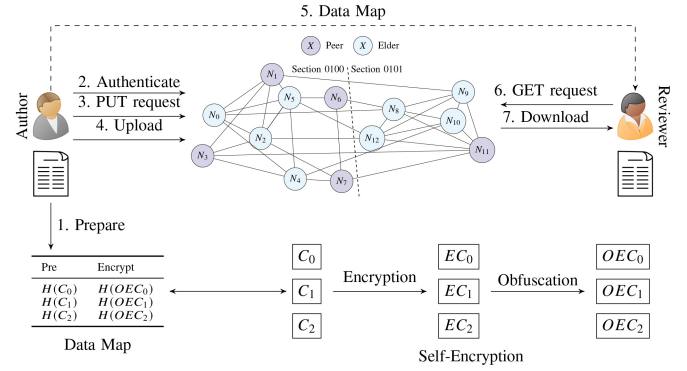 5. Data Map
X Peer X Elder
Section 0100 Section 0101
Author
2. Authenticate
3. PUT request
4. Upload
N₀
N₁
N₂
N₃
N₄
N₅
N₆
N₇
N₈
N₉
N₁₀
N₁₁
N₁₂
6. GET request
7. Download
Reviewer
1. Prepare
Pre Encrypt
H(C₀) H(OEC₀)
H(C₁) H(OEC₁)
H(C₂) H(OEC₂)
Data Map
C₀
C₁
C₂
Encryption
EC₀
EC₁
EC₂
Obfuscation
OEC₀
OEC₁
OEC₂
Self-Encryption